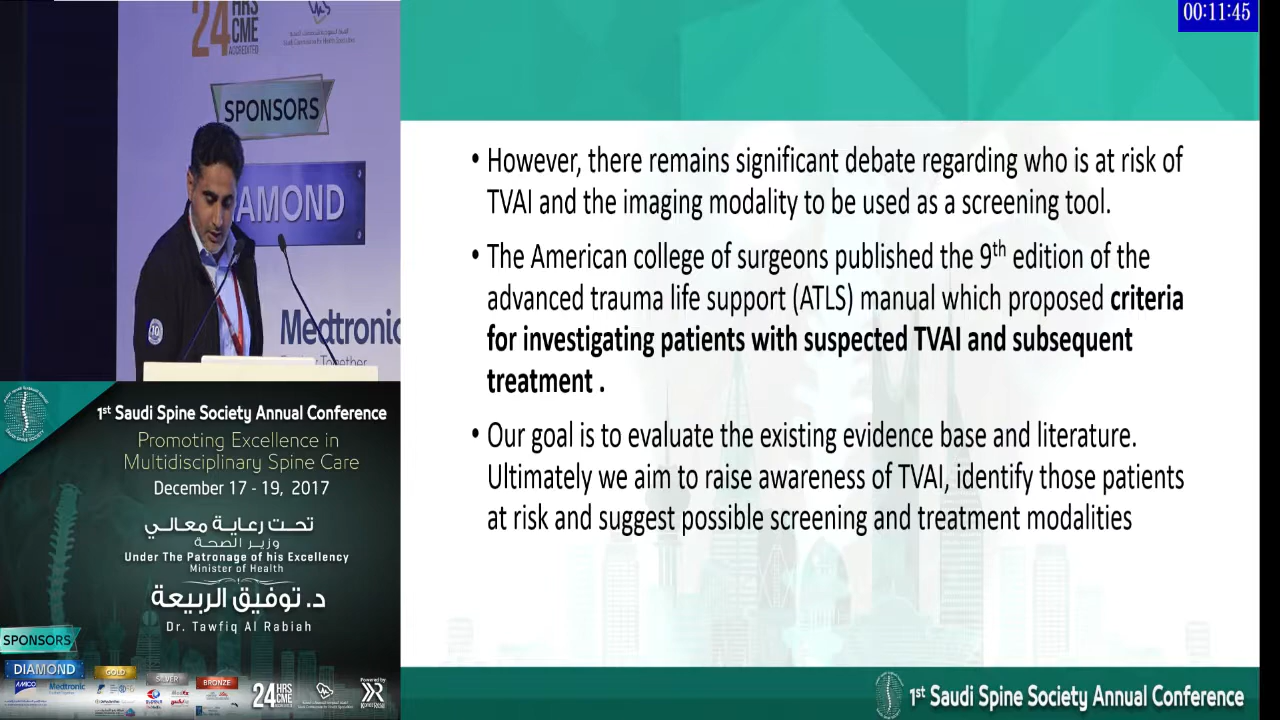 00:11:45
24
HRS
CME
ACCREDITED
SPONSORS
AMOND
Medtronic
Together
• However, there remains significant debate regarding who is at risk of
TVAI and the imaging modality to be used as a screening tool.
• The American college of surgeons published the 9th edition of the
advanced trauma life support (ATLS) manual which proposed criteria
for investigating patients with suspected TVAI and subsequent
treatment .
• Our goal is to evaluate the existing evidence base and literature.
Ultimately we aim to raise awareness of TVAI, identify those patients
at risk and suggest possible screening and treatment modalities
1st Saudi Spine Society Annual Conference
1st Saudi Spine Society Annual Conference
Promoting Excellence in
Multidisciplinary Spine Care
December 17 - 19, 2017
تحت رعاية معالي
وزير الصحة
Under The Patronage of his Excellency
Minister of Health
د. توفيق الربيعة
Dr. Tawfiq Al Rabiah
SPONSORS
DIAMOND
GOLD
SILVER
BRONZE
AMICO
Medtronic
24
HRS
CME
ACCREDITED
Powered by